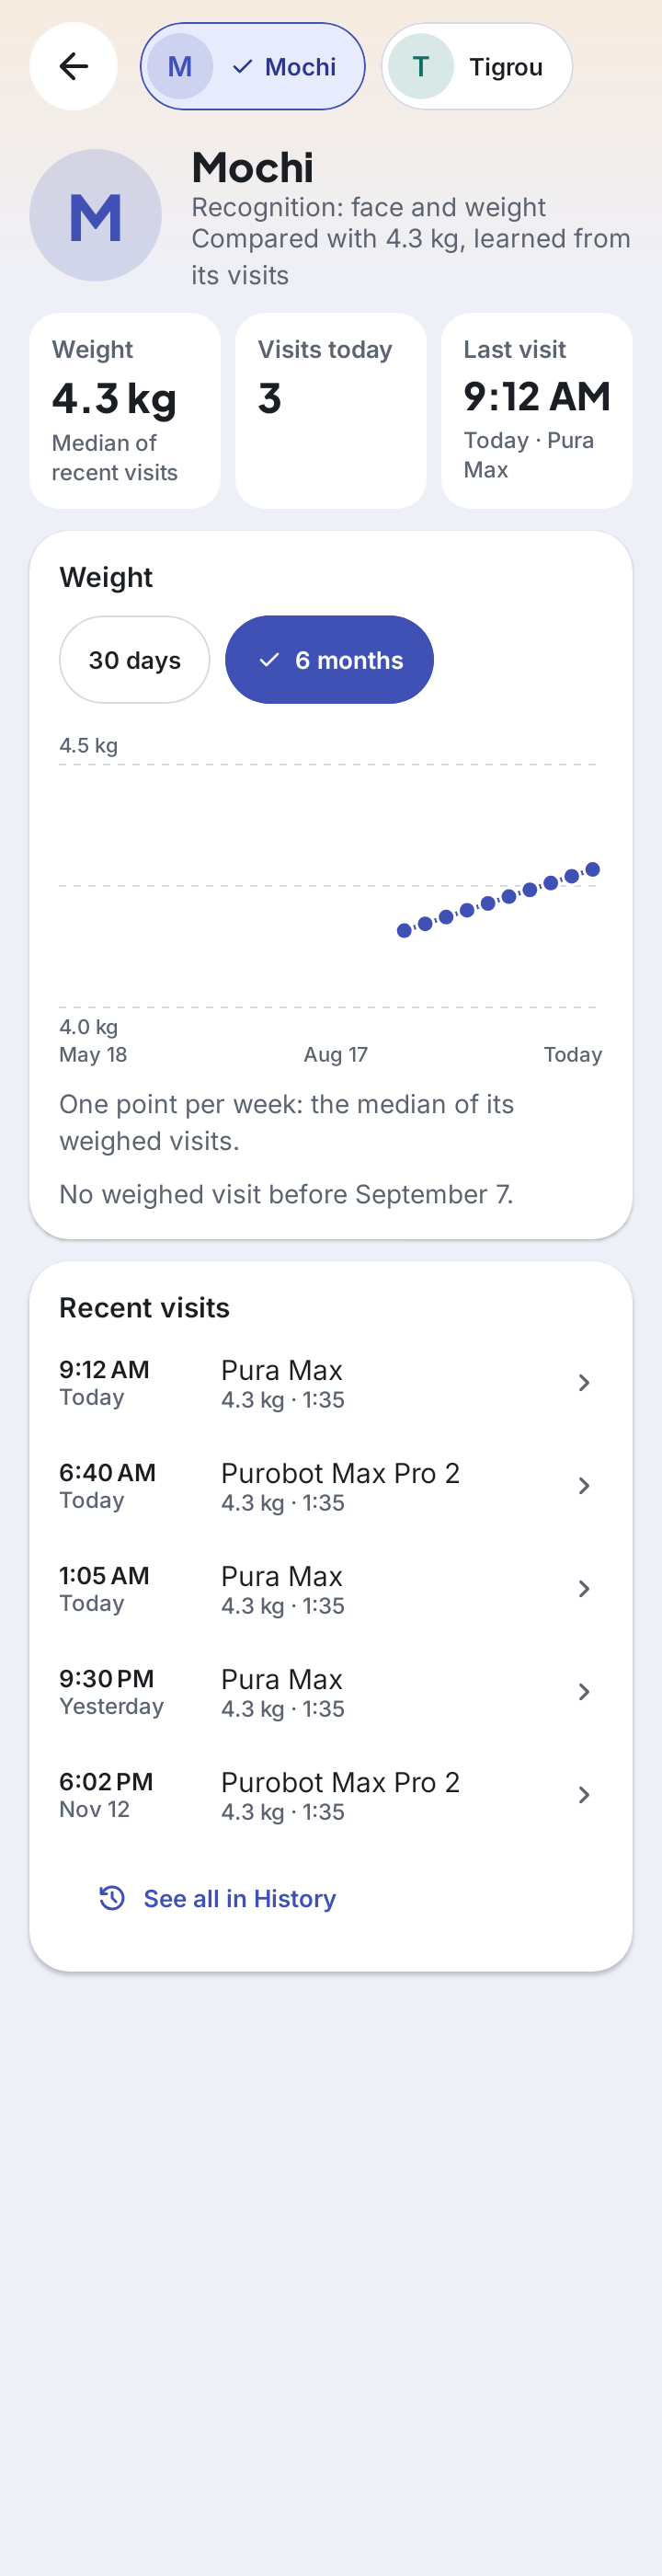 M Mochi T Tigrou
M
Mochi
Recognition: face and weight
Compared with 4.3 kg, learned from
its visits
Weight
4.3 kg
Median of
recent visits
Visits today
3
Last visit
9:12 AM
Today · Pura
Max
Weight
30 days 6 months
4.5 kg
4.0 kg
May 18 Aug 17 Today
One point per week: the median of its
weighed visits.
No weighed visit before September 7.
Recent visits
9:12 AM Pura Max
Today 4.3 kg · 1:35
6:40 AM Purobot Max Pro 2
Today 4.3 kg · 1:35
1:05 AM Pura Max
Today 4.3 kg · 1:35
9:30 PM Pura Max
Yesterday 4.3 kg · 1:35
6:02 PM Purobot Max Pro 2
Nov 12 4.3 kg · 1:35
See all in History